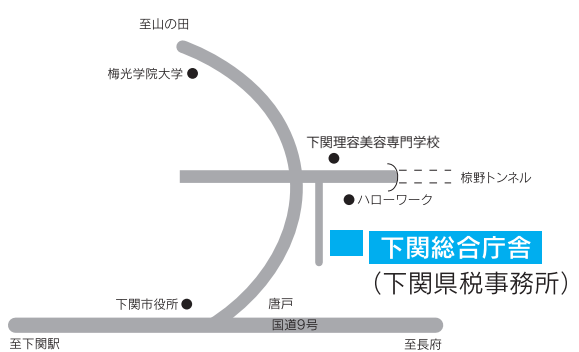 至山の田
梅光学院大学
下関理容美容専門学校
椋野トンネル
ハローワーク
下関総合庁舎
（下関県税事務所）
下関市役所
唐戸
国道9号
至下関駅
至長府